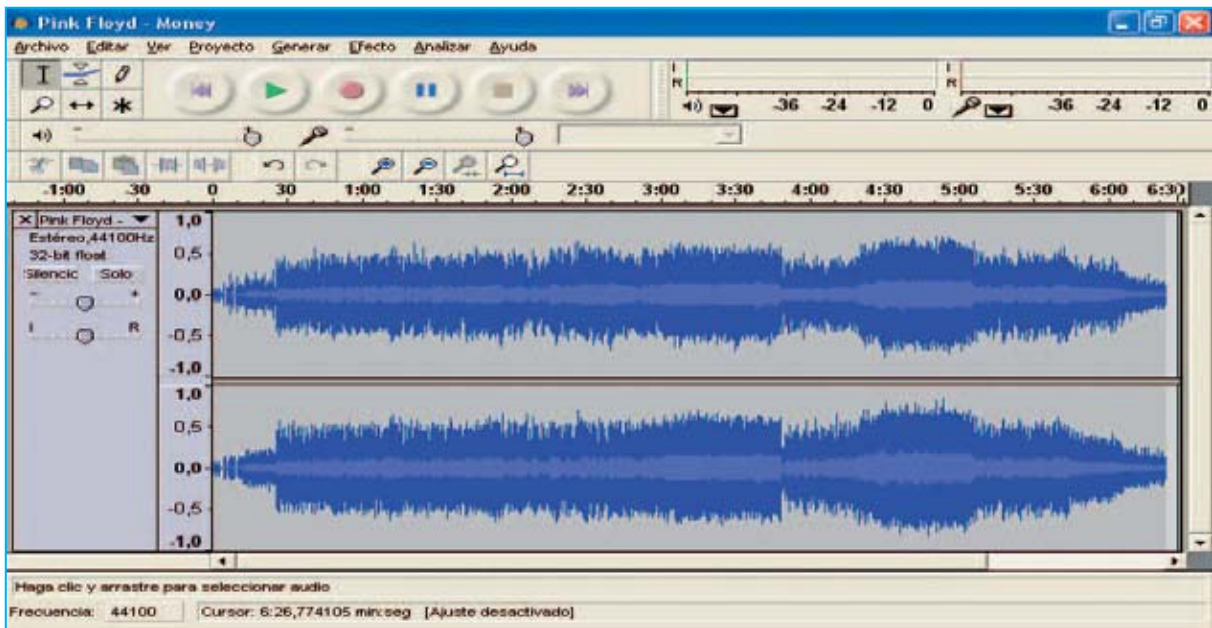 Pink Floyd - Money
Archivo Editar Ver Proyecto Generar Efecto Analizar Ayuda
I R -36 -24 -12 0 I R -36 -24 -12 0
-1:00 30 0 30 1:00 1:30 2:00 2:30 3:00 3:30 4:00 4:30 5:00 5:30 6:00 6:30
Pink Floyd -
Estéreo,44100Hz
32-bit float
Silencic Solo
- +
I R
1,0
0,5
0,0
-0,5
-1,0
1,0
0,5
0,0
-0,5
-1,0
Haga clic y arrastre para seleccionar audio
Frecuencia: 44100 Cursor: 6:26,774105 min:seg [Ajuste desactivado]